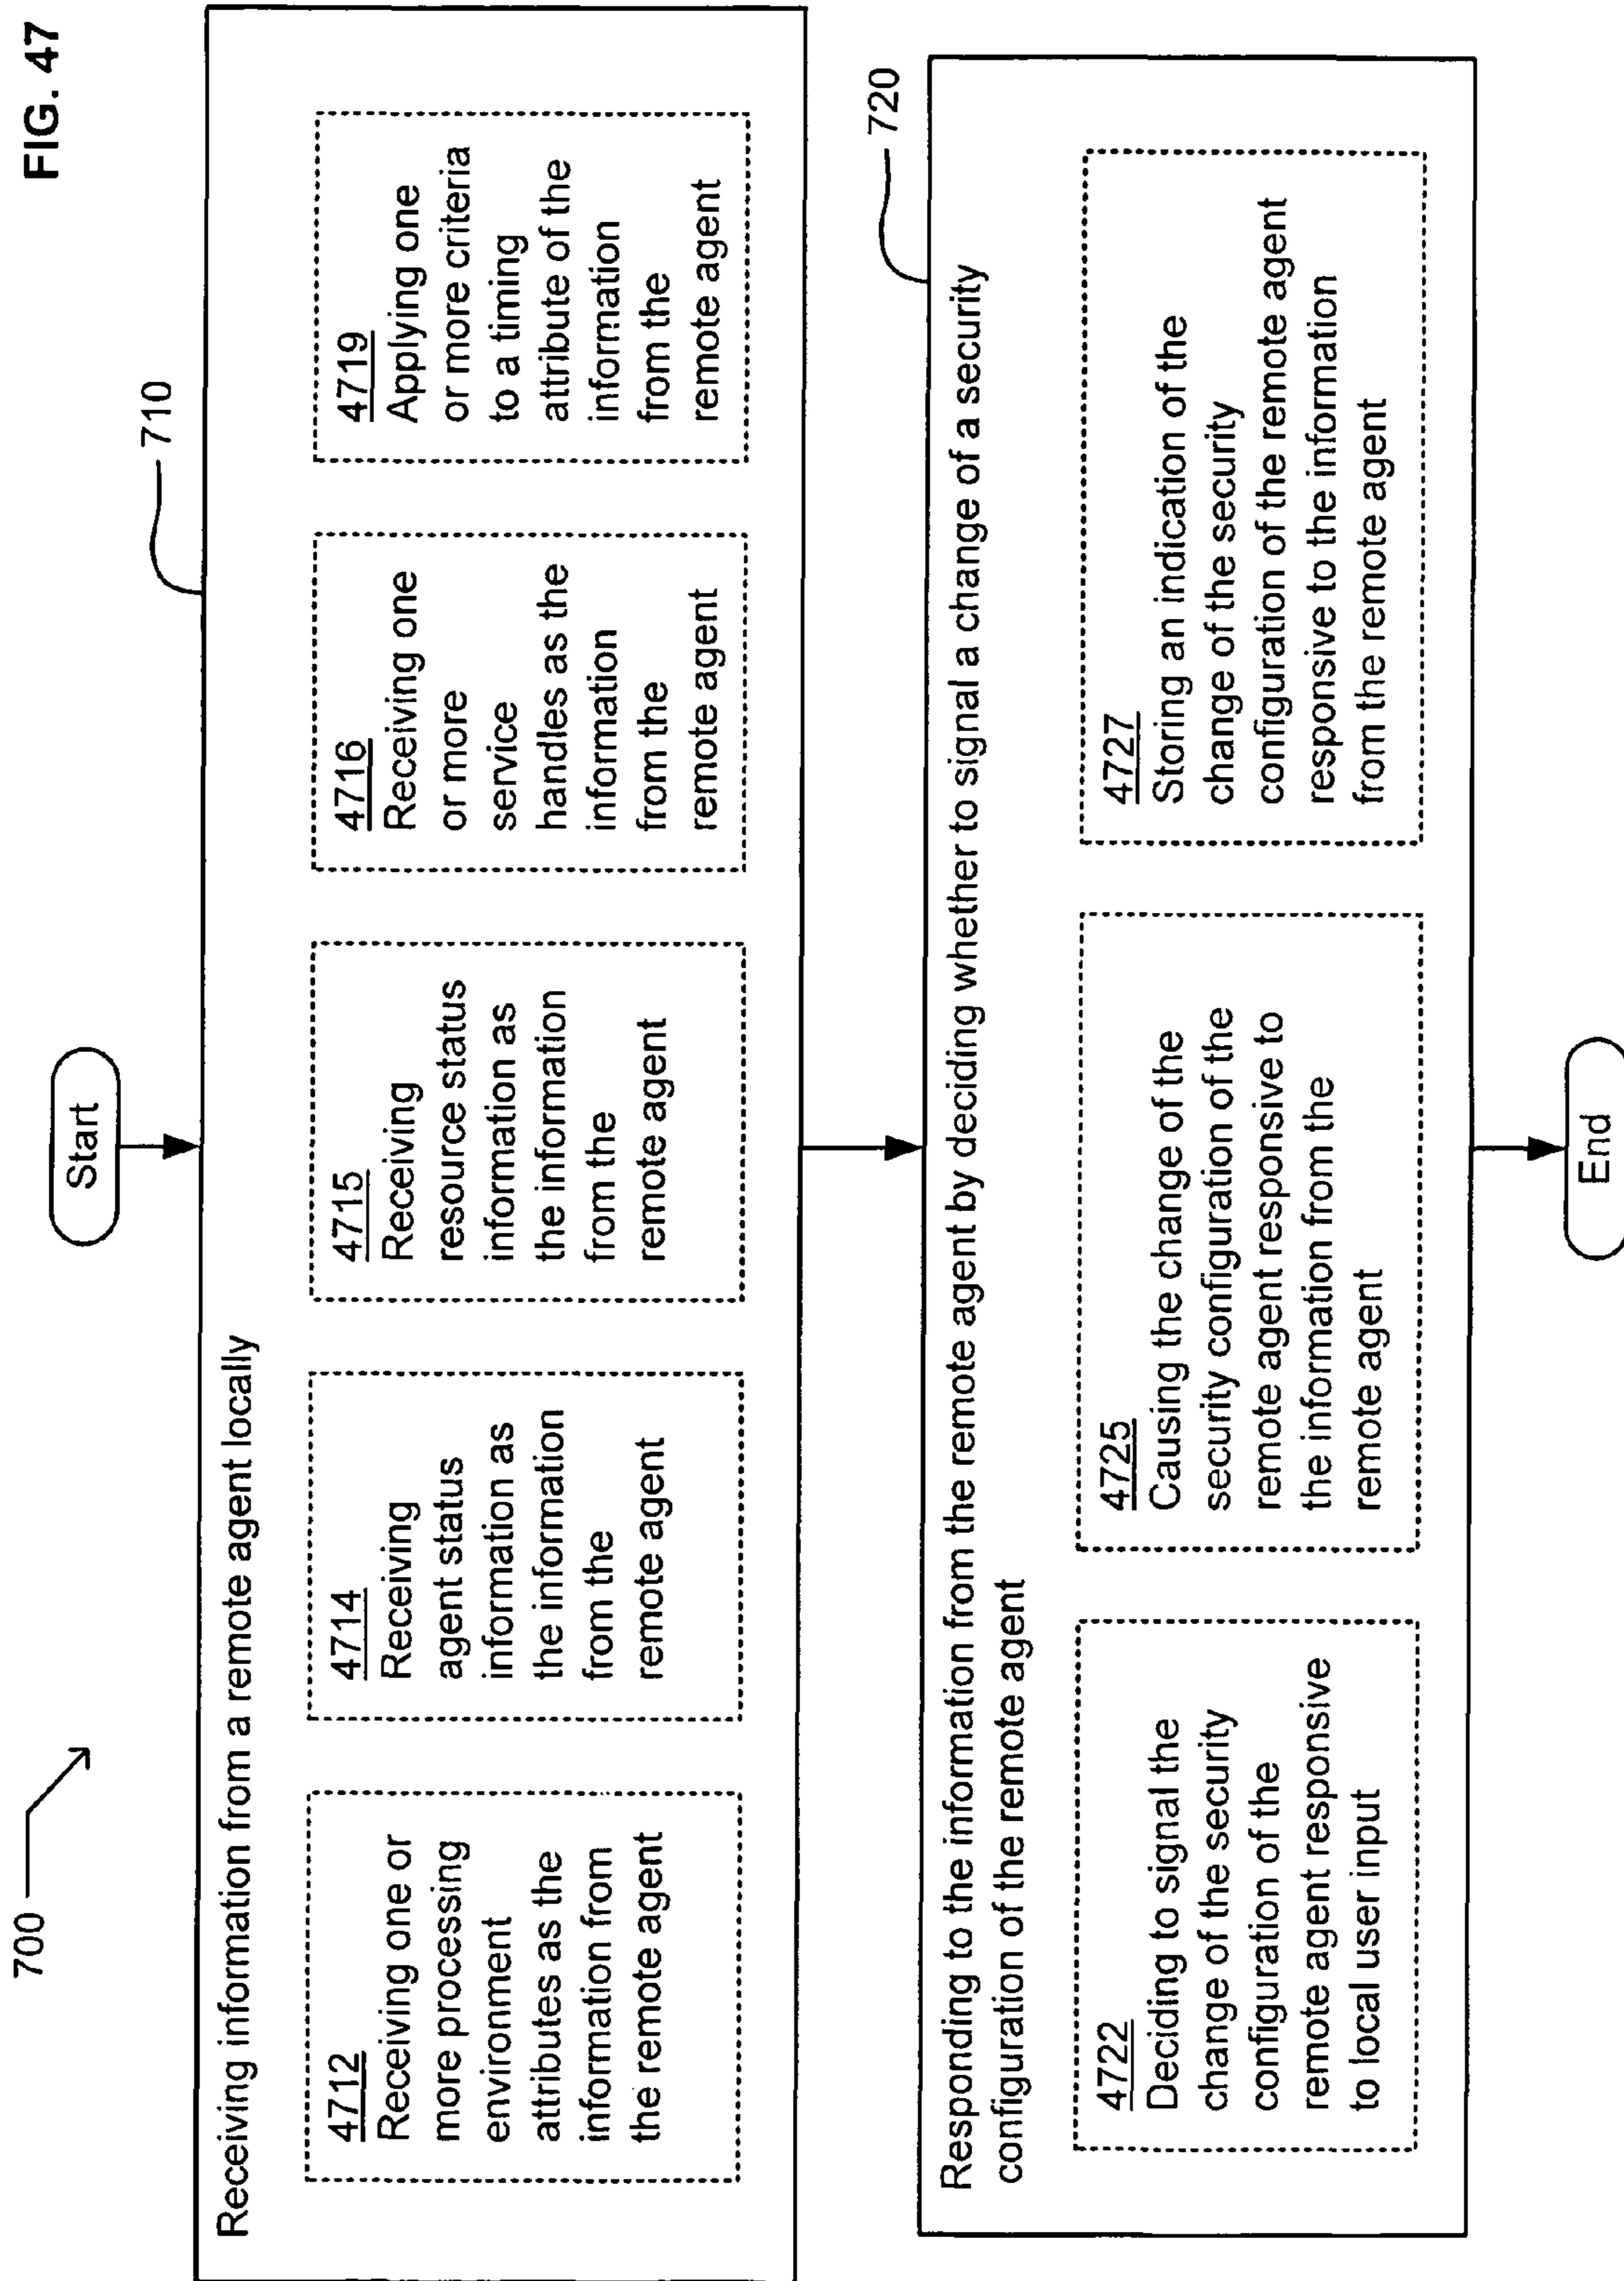 FIG. 47
700
Start
710
Receiving information from a remote agent locally
4712
Receiving one or
more processing
environment
attributes as the
information from
the remote agent
4714
Receiving
agent status
information as
the information
from the
remote agent
4715
Receiving
resource status
information as
the information
from the
remote agent
4716
Receiving one
or more
service
handles as the
information
from the
remote agent
4719
Applying one
or more criteria
to a timing
attribute of the
information
from the
remote agent
720
Responding to the information from the remote agent by deciding whether to signal a change of a security
configuration of the remote agent
4722
Deciding to signal the
change of the security
configuration of the
remote agent responsive
to local user input
4725
Causing the change of the
security configuration of the
remote agent responsive to
the information from the
remote agent
4727
Storing an indication of the
change of the security
configuration of the remote agent
responsive to the information
from the remote agent
End